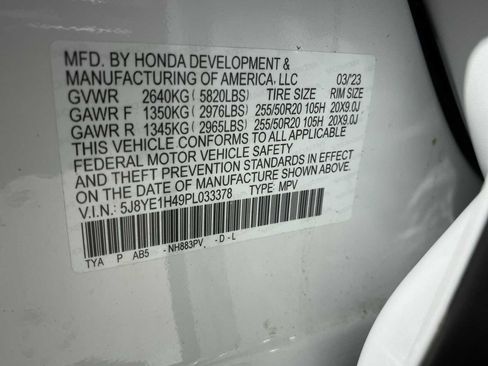 MFD. BY HONDA DEVELOPMENT &
MANUFACTURING OF AMERICA, LLC 03/'23
GVWR 2640KG ( 5820LBS) TIRE SIZE RIM SIZE
GAWR F 1350KG ( 2976LBS) 255/50R20 105H 20X9.0J
GAWR R 1345KG ( 2965LBS) 255/50R20 105H 20X9.0J
THIS VEHICLE CONFORMS TO ALL APPLICABLE
FEDERAL MOTOR VEHICLE SAFETY
AND THEFT PREVENTION STANDARDS IN EFFECT
ON THE DATE OF MANUFACTURE SHOWN ABOVE.
V.I.N.: 5J8YE1H49PL033378 TYPE: MPV
TYA P AB5 -NH883PV -D-L